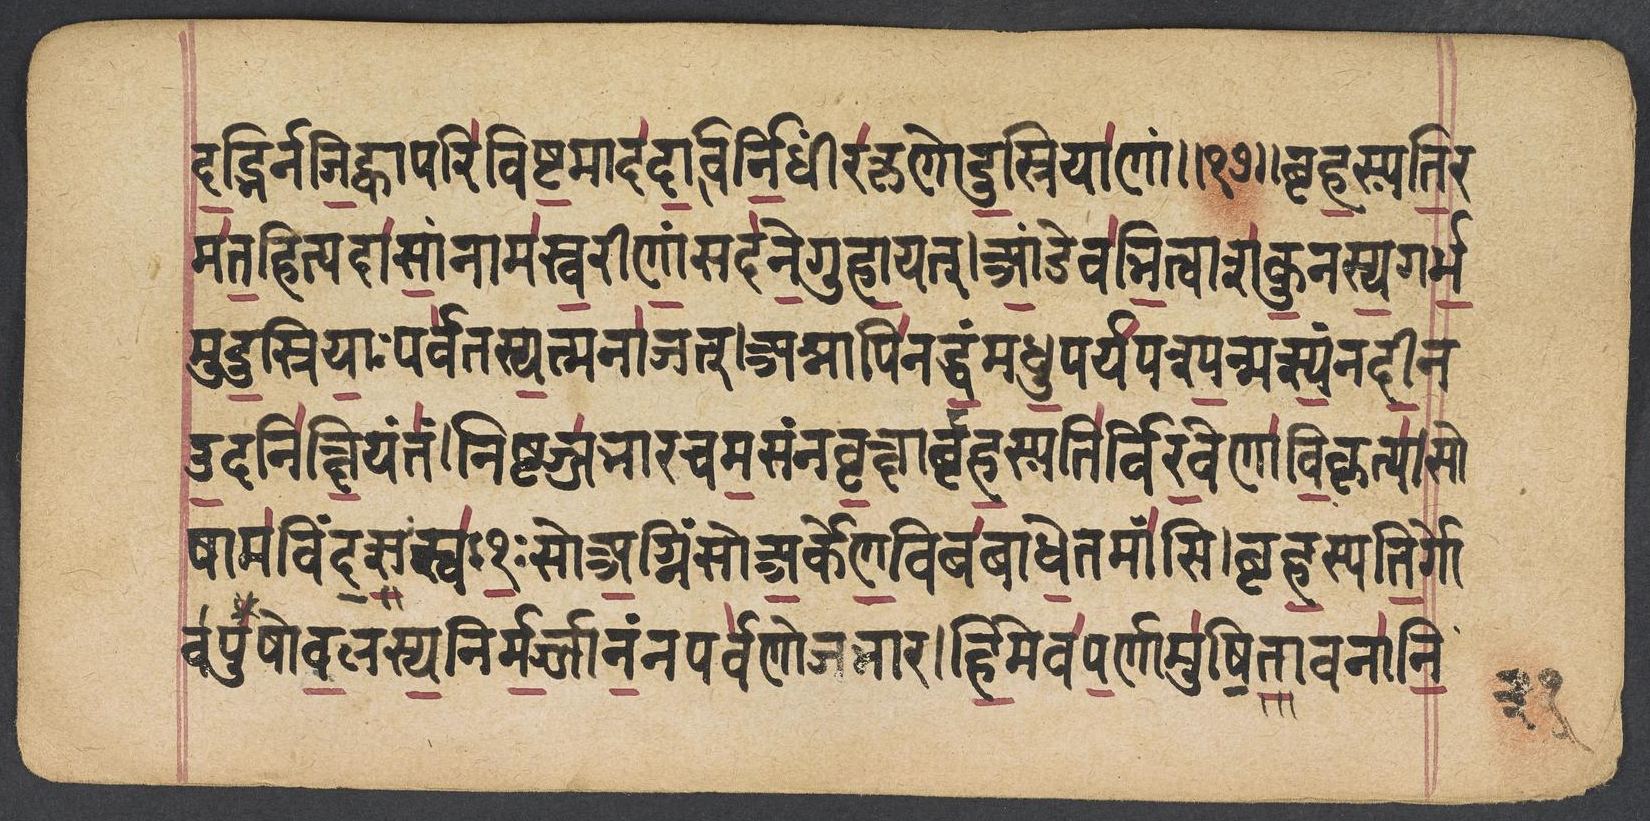 दद्भिर्न जिह्वा परिविष्टमाददाविर्निधीँरकृणोदुस्रियाणां॥१७॥बृहस्पतिर
मतहित्यदासांनामस्वरीणांसदनेगुहायत्।आंडेवभित्वाशकुनस्यगर्भ
मुदुस्रियाःपर्वतस्यत्मनाजत्।अश्नापिनद्धंमधुपर्यपश्यन्मत्स्यंनदीन
उदनिक्षियंतं।निष्टज्जभारचमसंनवृक्षाद्बृहस्पतिर्विरवेणाविकृत्य।सो
षामविंदत्सस्वः१ःसोअग्निंसोअर्केणविबबाधेतमांसि।बृहस्पतिर्गो
वपुषोवलस्यनिर्मज्जानंनपर्वणोजभार।हिमेवपर्णामुषितावनानि
२१